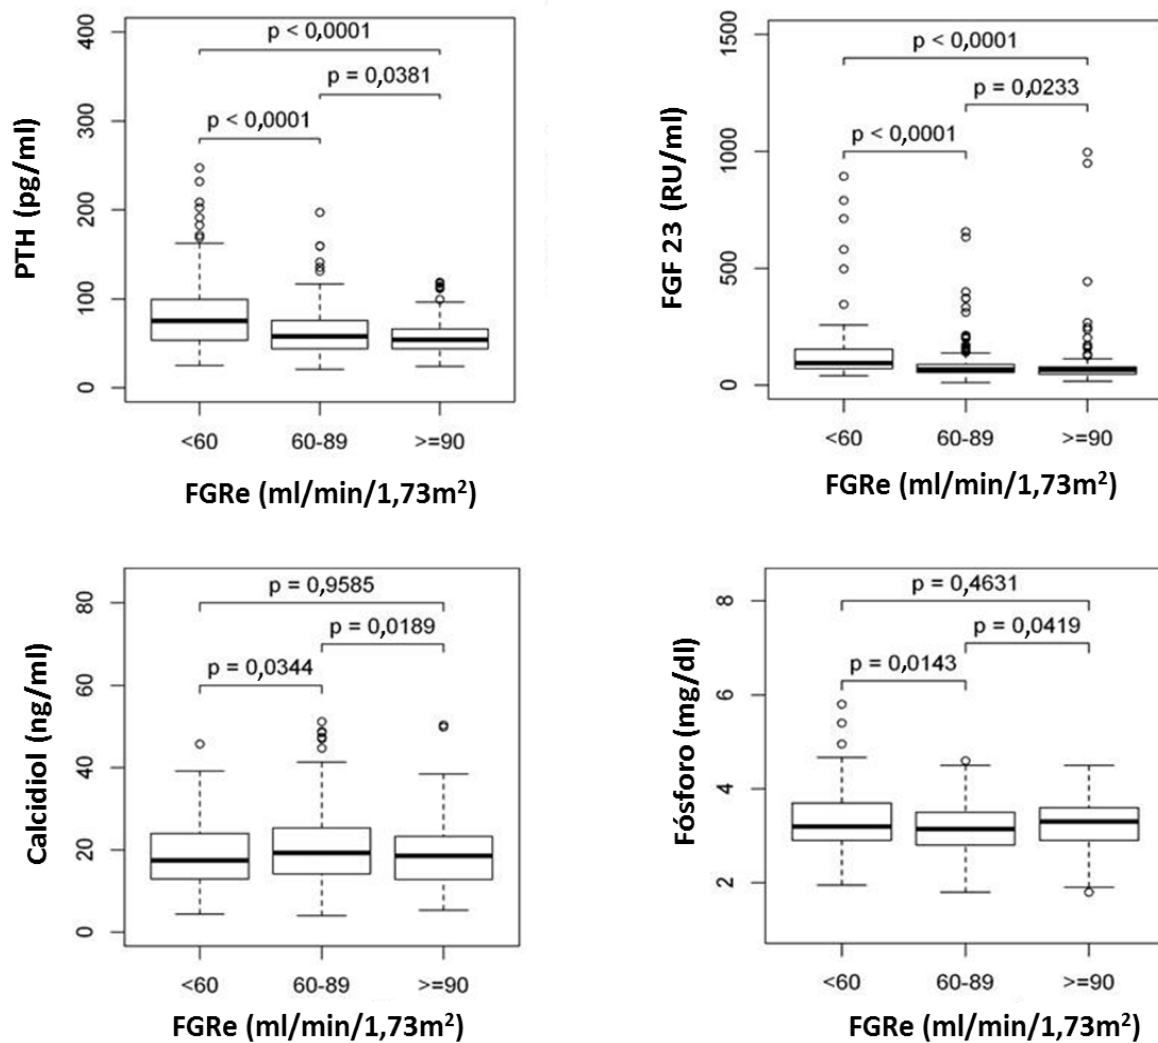 PTH (pg/ml)
400
300
200
100
0
p < 0,0001
p = 0,0381
p < 0,0001
<60
60-89
>=90
FGRe (ml/min/1,73m²)
FGF 23 (RU/ml)
1500
1000
500
0
p < 0,0001
p = 0,0233
p < 0,0001
<60
60-89
>=90
FGRe (ml/min/1,73m²)
Calcidiol (ng/ml)
80
60
40
20
0
p = 0,9585
p = 0,0189
p = 0,0344
<60
60-89
>=90
FGRe (ml/min/1,73m²)
Fósforo (mg/dl)
8
6
4
2
p = 0,4631
p = 0,0419
p = 0,0143
<60
60-89
>=90
FGRe (ml/min/1,73m²)